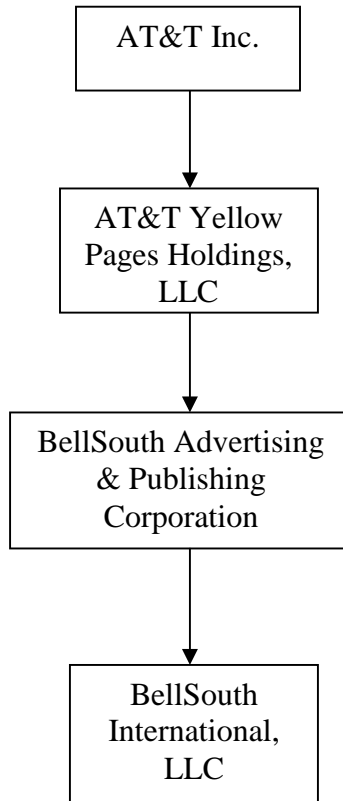 AT&T Inc.
AT&T Yellow
Pages Holdings,
LLC
BellSouth Advertising
& Publishing
Corporation
BellSouth
International,
LLC